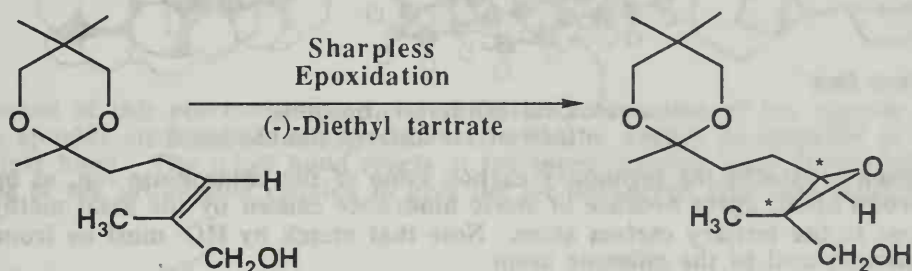 Sharpless
Epoxidation
(-)-Diethyl tartrate
O O
H
H₃C
CH₂OH
O O
* O
*
H₃C H
CH₂OH